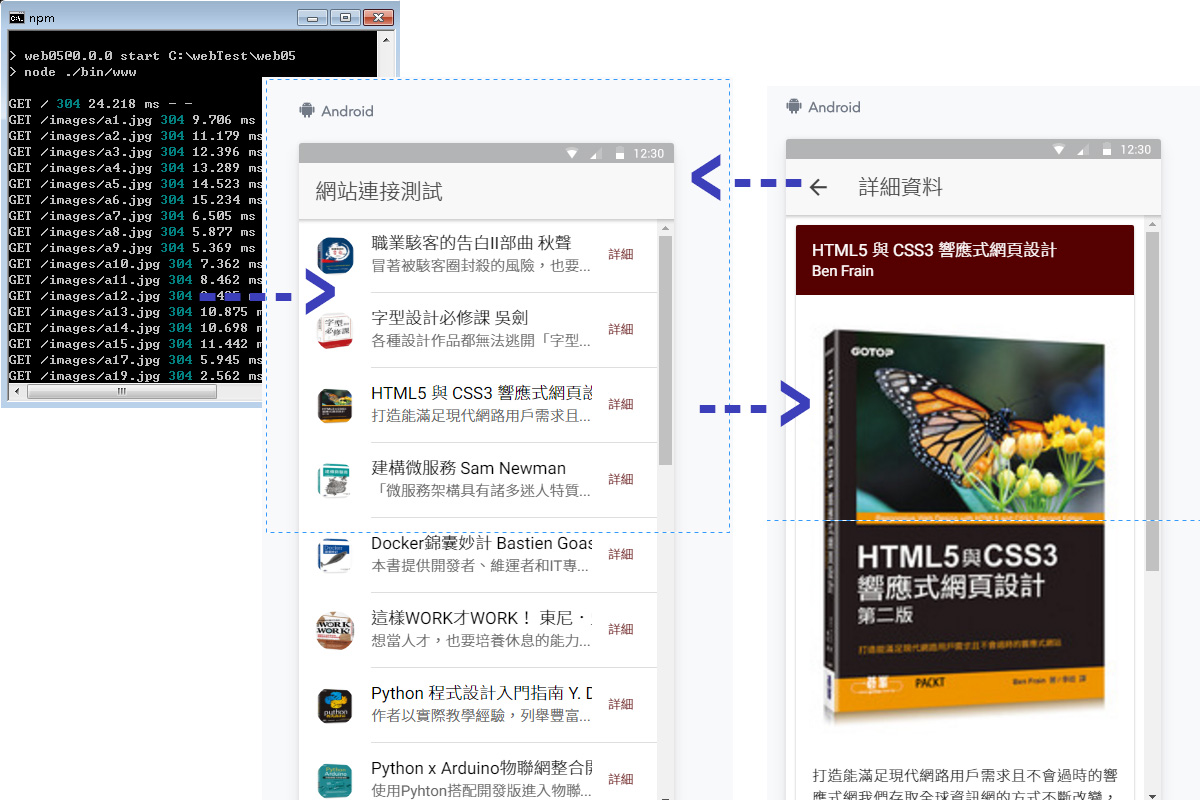 npm
> web05@0.0.0 start C:\webTest\web05
> node ./bin/www
GET / 304 24.218 ms - -
GET /images/a1.jpg 304 9.706 ms
GET /images/a2.jpg 304 11.179 ms
GET /images/a3.jpg 304 12.396 ms
GET /images/a4.jpg 304 13.289 ms
GET /images/a5.jpg 304 14.523 ms
GET /images/a6.jpg 304 15.234 ms
GET /images/a7.jpg 304 6.505 ms
GET /images/a8.jpg 304 5.877 ms
GET /images/a9.jpg 304 5.369 ms
GET /images/a10.jpg 304 7.362 ms
GET /images/a11.jpg 304 8.462 ms
GET /images/a12.jpg 304
GET /images/a13.jpg 304 10.875 m
GET /images/a14.jpg 304 10.698 m
GET /images/a15.jpg 304 11.442 m
GET /images/a17.jpg 304 5.945 ms
GET /images/a19.jpg 304 2.562 ms
Android
12:30
網站連接測試
職業駭客的告白II部曲 秋聲
冒著被駭客圈封殺的風險，也要...
詳細
字型設計必修課 吳劍
各種設計作品都無法逃開「字型...
詳細
HTML5 與 CSS3 響應式網頁設
打造能滿足現代網路用戶需求且...
詳細
建構微服務 Sam Newman
「微服務架構具有諸多迷人特質...
詳細
Docker錦囊妙計 Bastien Goas
本書提供開發者、維運者和IT專...
詳細
這樣WORK才WORK！ 東尼．
想當人才，也要培養休息的能力...
詳細
Python 程式設計入門指南 Y. D
作者以實際教學經驗，列舉豐富...
詳細
Python x Arduino物聯網整合開
使用Pyhton搭配開發版進入物聯...
詳細
Android
12:30
詳細資料
HTML5 與 CSS3 響應式網頁設計
Ben Frain
GOTOP
HTML5與CSS3
響應式網頁設計
第二版
打造能滿足現代網路用戶需求且不會過時的響應式網站
碁峯 PACKT Ben Frain 著
打造能滿足現代網路用戶需求且不會過時的響
應式網我們存取全球資訊網的方式不斷改變，